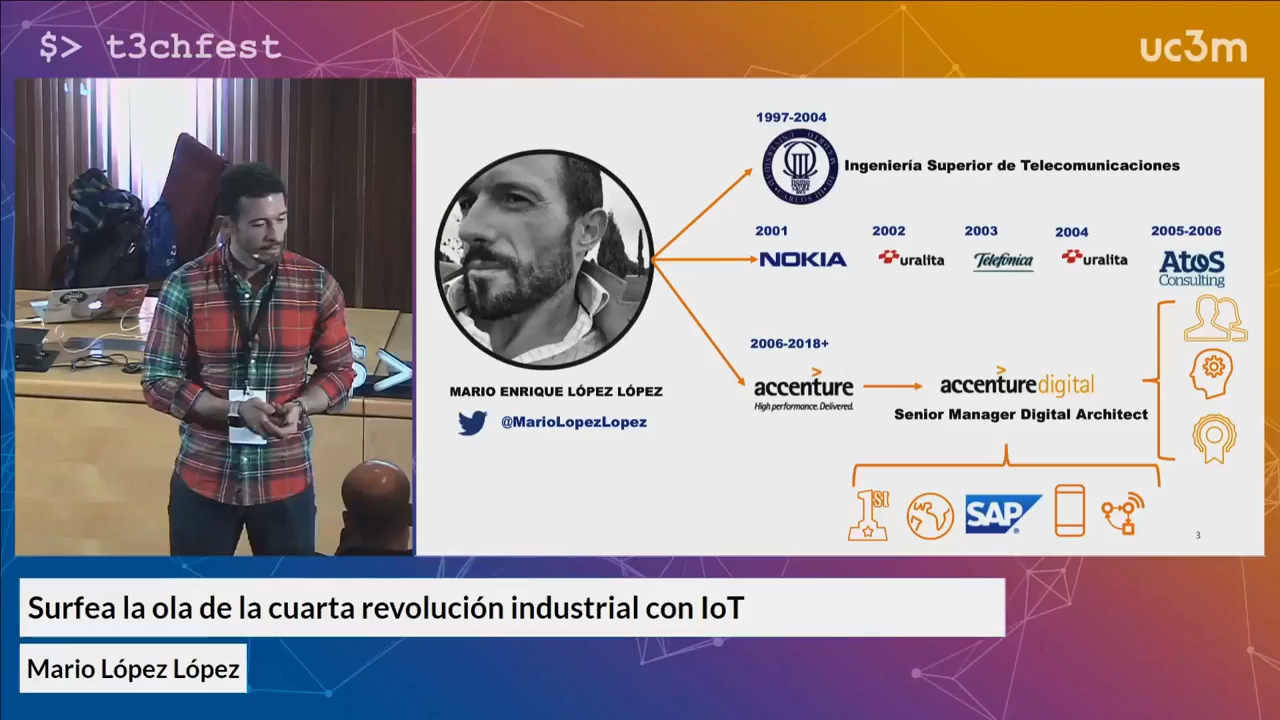 $> t3chfest
uc3m
1997-2004
Ingeniería Superior de Telecomunicaciones
2001
NOKIA
2002
uralita
2003
Telefónica
2004
uralita
2005-2006
Atos
Consulting
MARIO ENRIQUE LÓPEZ LÓPEZ
@MarioLopezLopez
2006-2018+
accenture
High performance. Delivered.
accenturedigital
Senior Manager Digital Architect
1ST
SAP
3
Surfea la ola de la cuarta revolución industrial con IoT
Mario López López